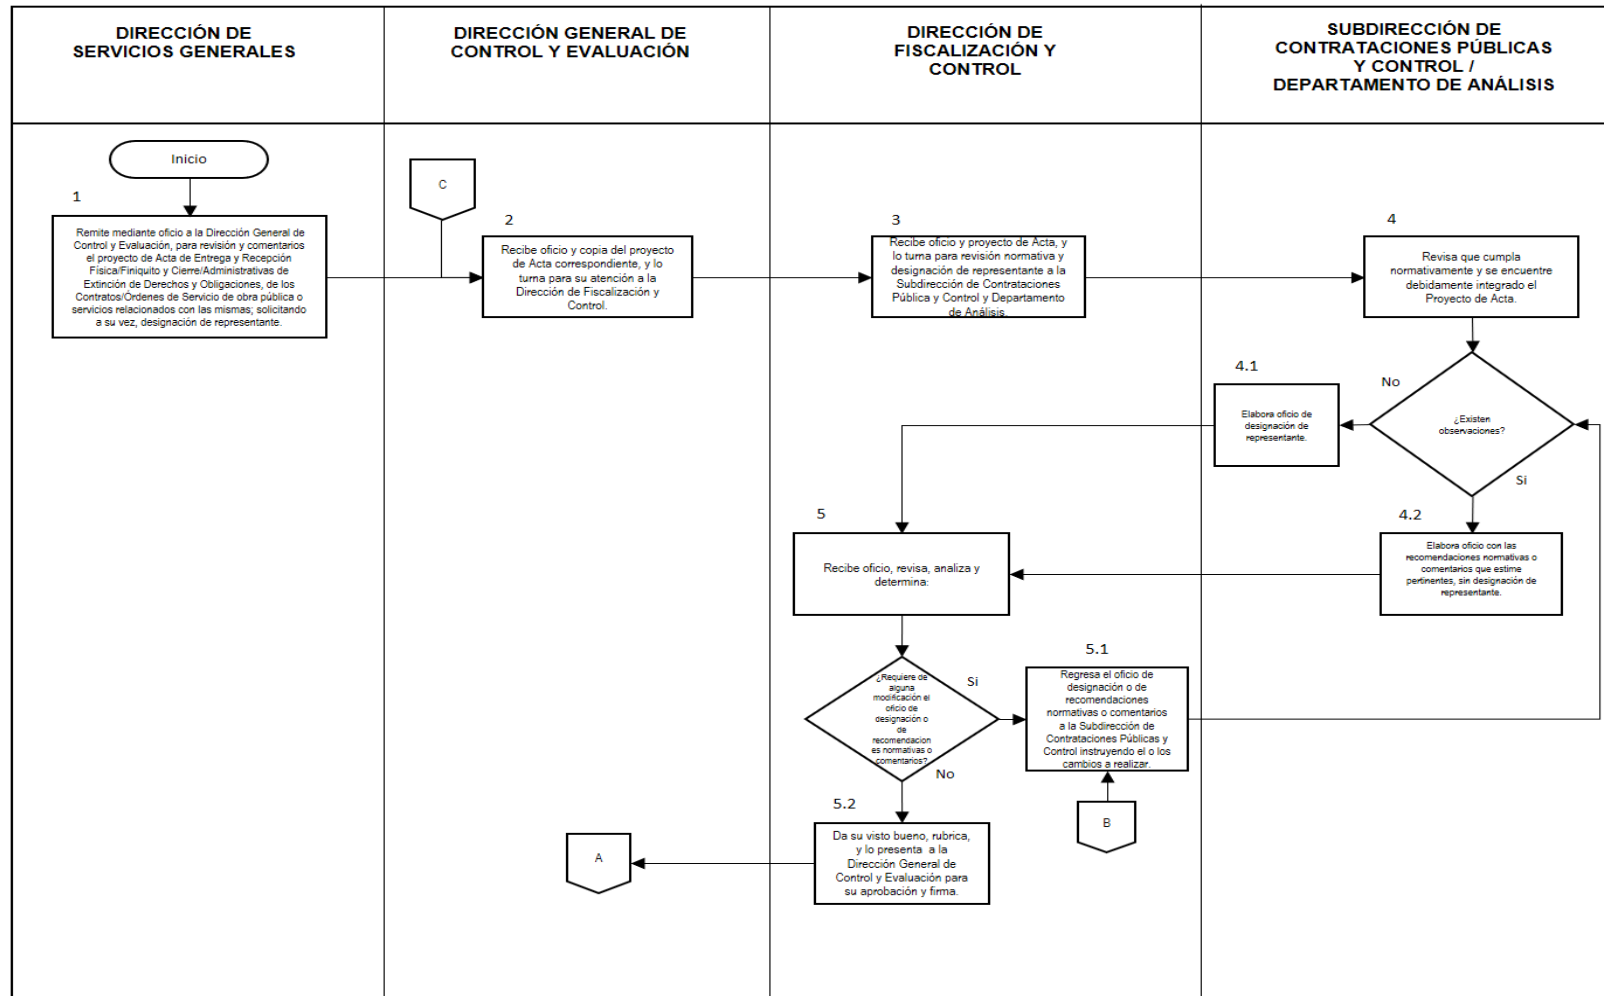 DIRECCIÓN DE
SERVICIOS GENERALES
DIRECCIÓN GENERAL DE
CONTROL Y EVALUACIÓN
DIRECCIÓN DE
FISCALIZACIÓN Y
CONTROL
SUBDIRECCIÓN DE
CONTRATACIONES PÚBLICAS
Y CONTROL /
DEPARTAMENTO DE ANÁLISIS
Inicio
1
Remite mediante oficio a la Dirección General de
Control y Evaluación, para revisión y comentarios
el proyecto de Acta de Entrega y Recepción
Física/Finiquito y Cierre/Administrativas de
Extinción de Derechos y Obligaciones, de los
Contratos/Órdenes de Servicio de obra pública o
servicios relacionados con las mismas; solicitando
a su vez, designación de representante.
C
2
Recibe oficio y copia del proyecto
de Acta correspondiente, y lo
turna para su atención a la
Dirección de Fiscalización y
Control.
3
Recibe oficio y proyecto de Acta, y
lo turna para revisión normativa y
designación de representante a la
Subdirección de Contrataciones
Pública y Control y Departamento
de Análisis.
4
Revisa que cumpla
normativamente y se encuentre
debidamente integrado el
Proyecto de Acta.
¿Existen
observaciones?
No
Si
4.1
Elabora oficio de
designación de
representante.
4.2
Elabora oficio con las
recomendaciones normativas o
comentarios que estime
pertinentes, sin designación de
representante.
5
Recibe oficio, revisa, analiza y
determina:
¿Requiere de
alguna
modificación el
oficio de
designación o
de
recomendacion
es normativas o
comentarios?
Si
No
5.1
Regresa el oficio de
designación o de
recomendaciones
normativas o comentarios
a la Subdirección de
Contrataciones Públicas y
Control instruyendo el o los
cambios a realizar.
B
5.2
Da su visto bueno, rubrica,
y lo presenta a la
Dirección General de
Control y Evaluación para
su aprobación y firma.
A